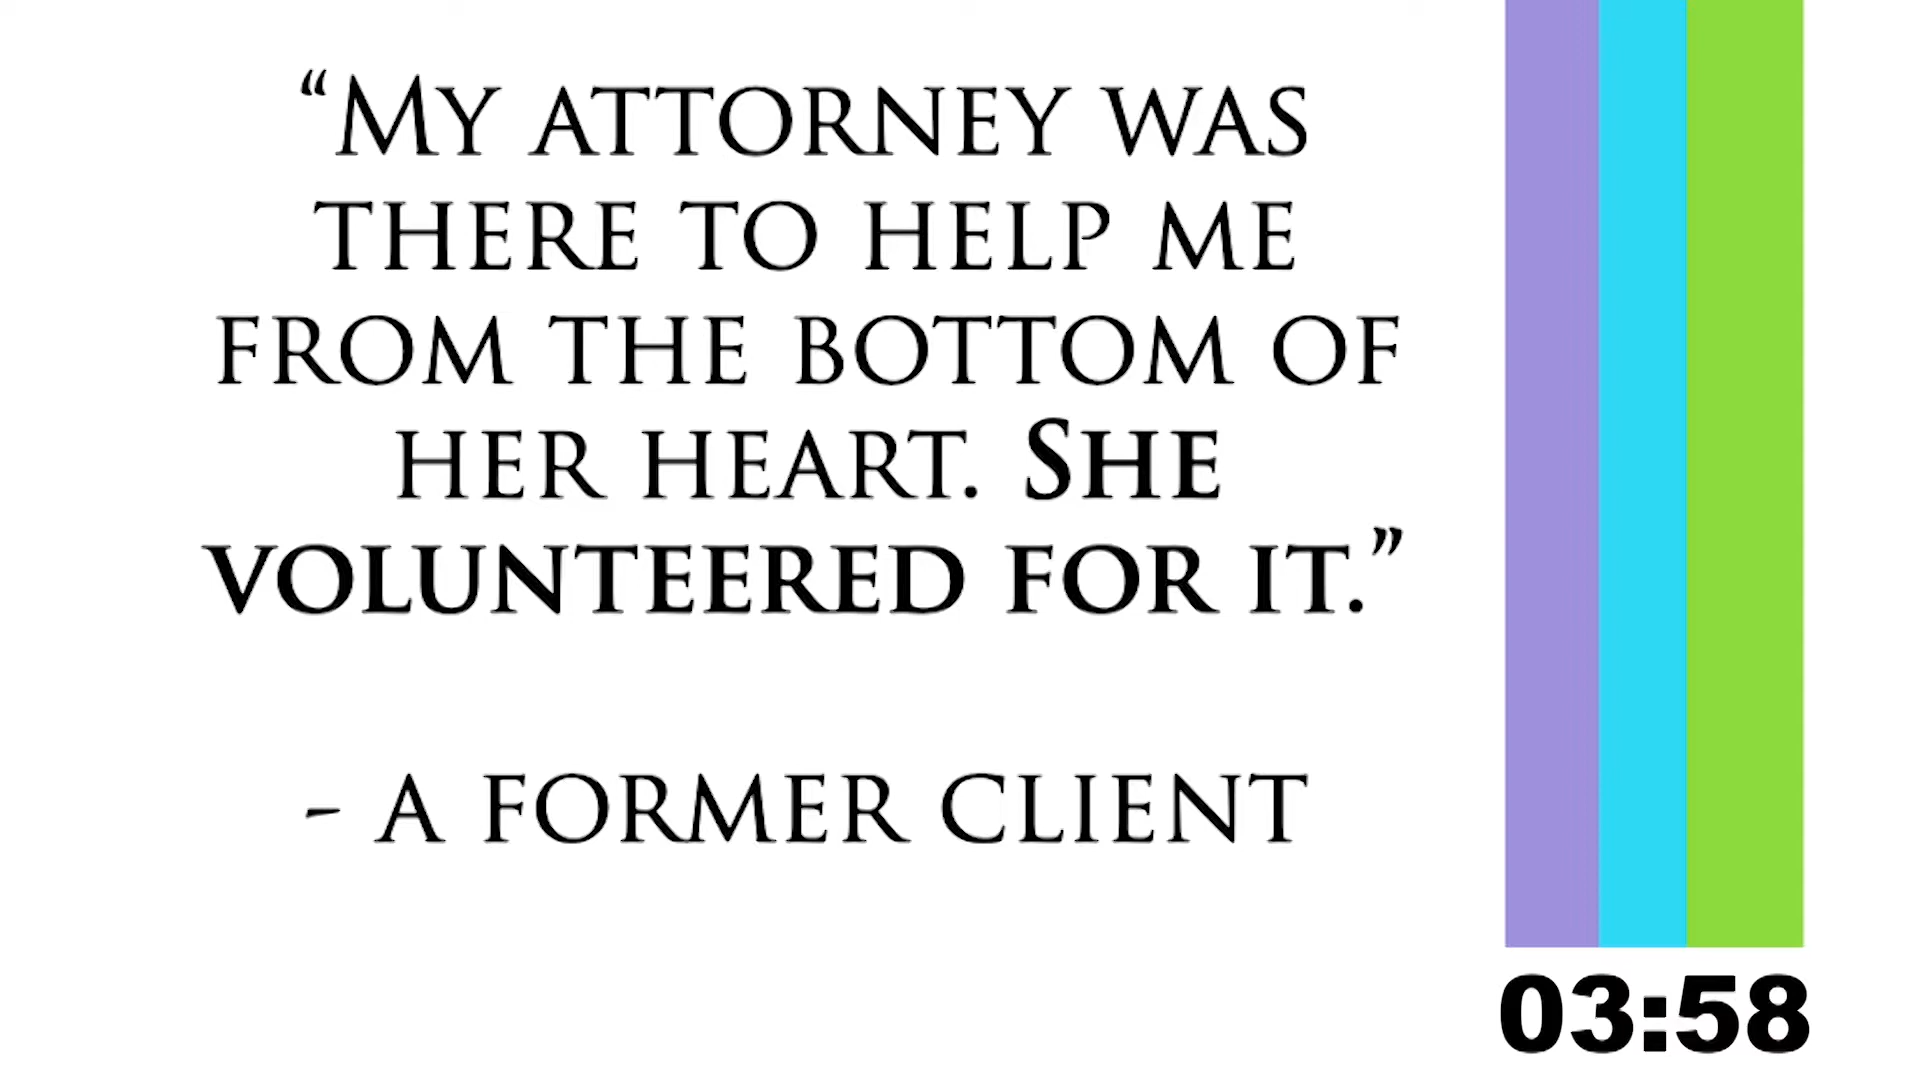 “My attorney was
there to help me
from the bottom of
her heart. She
volunteered for it.”
- a former client
03:58